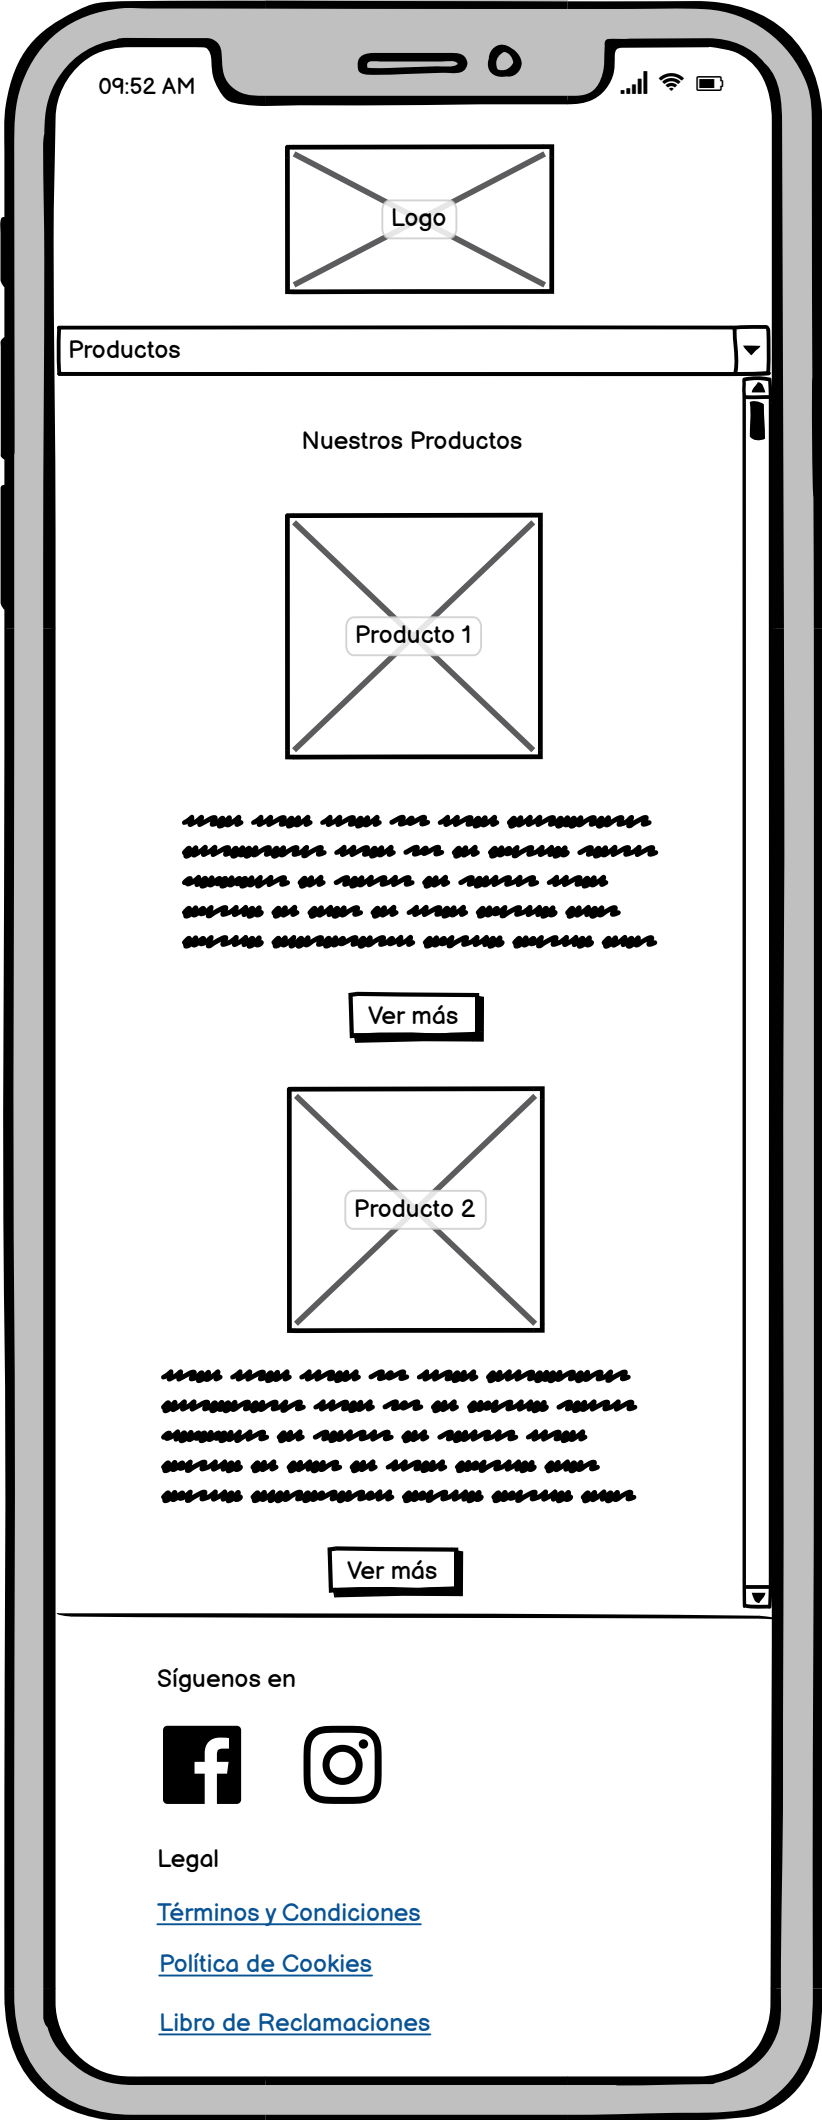 09:52 AM
Logo
Productos
Nuestros Productos
Producto 1
Ver más
Producto 2
Ver más
Síguenos en
Legal
Términos y Condiciones
Política de Cookies
Libro de Reclamaciones